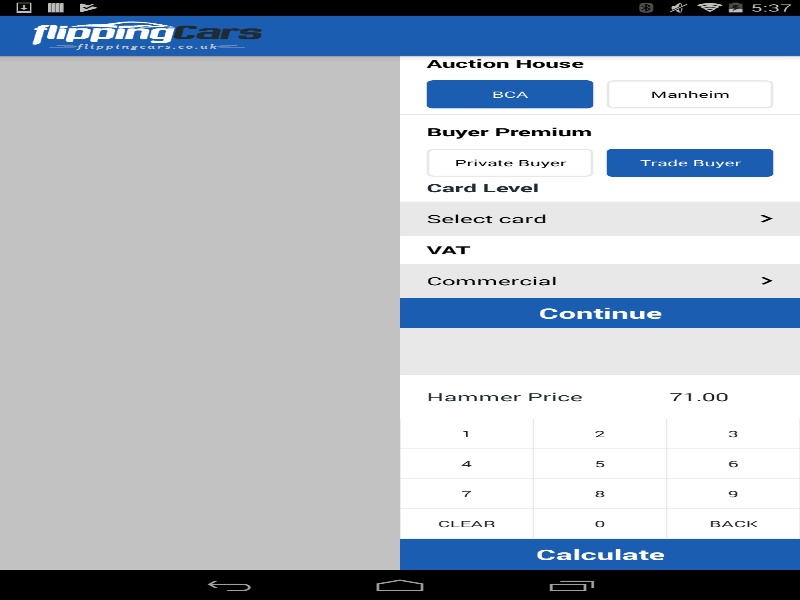 5:37
flippingCars
flippingcars.co.uk
Auction House
BCA Manheim
Buyer Premium
Private Buyer Trade Buyer
Card Level
Select card >
VAT
Commercial >
Continue
Hammer Price 71.00
1 2 3
4 5 6
7 8 9
CLEAR 0 BACK
Calculate